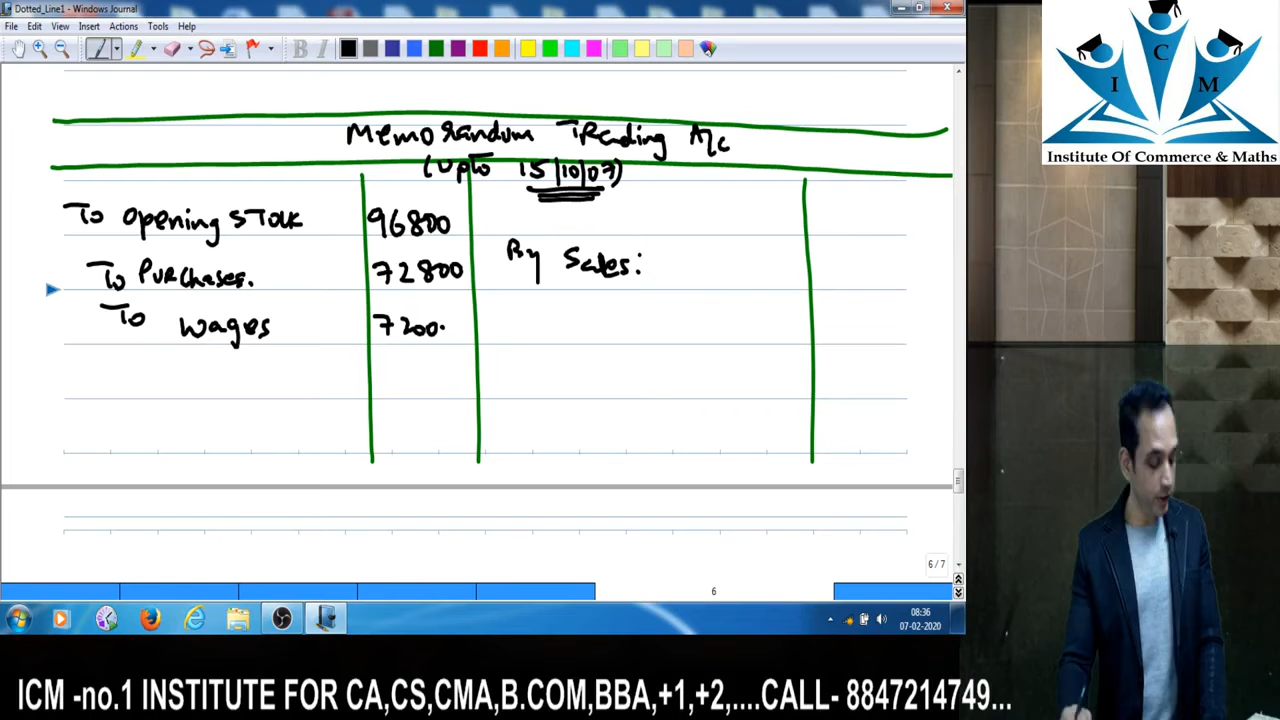 Dotted_Line1 - Windows Journal
File Edit View Insert Actions Tools Help
B I
Memorandum Trading A/c
(Upto 15/10/07)
To opening stock 96800
To Purchases. 72800
By Sales:
To wages 7200.
6/7
6
08:36
07-02-2020
I C M
Institute Of Commerce & Maths
ICM -no.1 INSTITUTE FOR CA,CS,CMA,B.COM,BBA,+1,+2,....CALL- 8847214749...